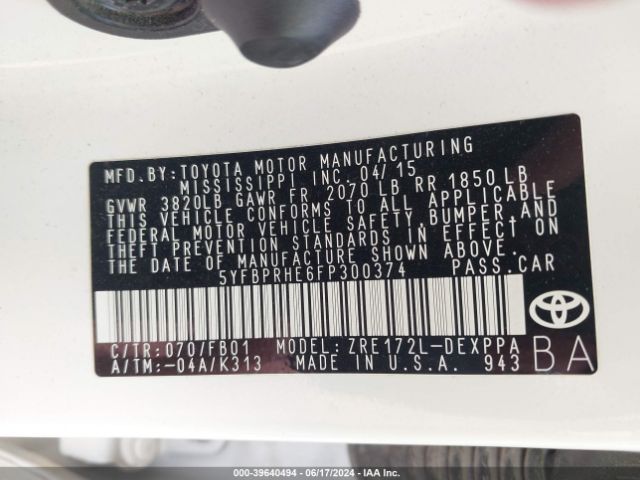 MFD. BY: TOYOTA MOTOR MANUFACTURING
MISSISSIPPI INC. 04/15
GVWR 3820LB GAWR FR 2070 LB RR 1850 LB
THIS VEHICLE CONFORMS TO ALL APPLICABLE
FEDERAL MOTOR VEHICLE SAFETY, BUMPER AND
THEFT PREVENTION STANDARDS IN EFFECT ON
THE DATE OF MANUFACTURE SHOWN ABOVE.
5YFBPRHE6FP300374 PASS.CAR
C/TR: 070/FB01 MODEL: ZRE172L-DEXPPA
A/TM: -04A/K313 MADE IN U.S.A. 943
BA
000-39640494 - 06/17/2024 - IAA Inc.